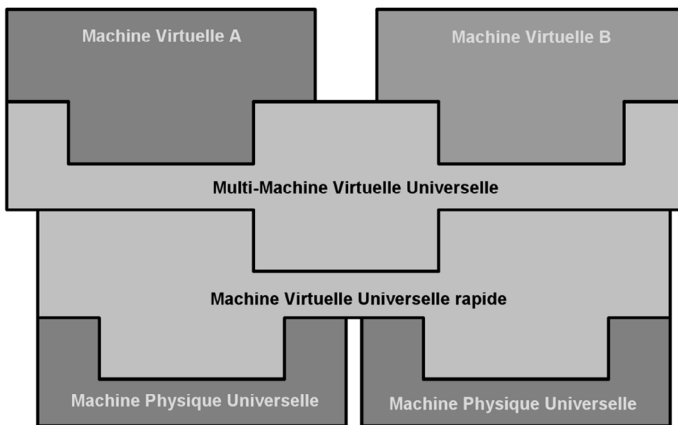 Machine Virtuelle A
Machine Virtuelle B
Multi-Machine Virtuelle Universelle
Machine Virtuelle Universelle rapide
Machine Physique Universelle
Machine Physique Universelle